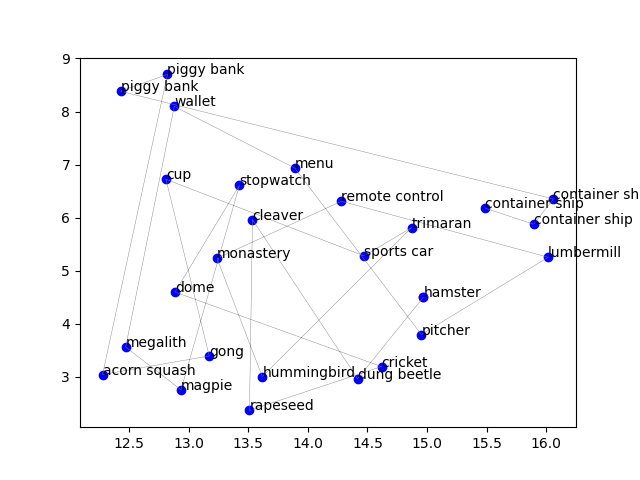 9
piggy bank
piggy bank
wallet
8
7
menu
cup
stopwatch
remote control
container sh
container ship
6
cleaver
trimaran
container ship
monastery
sports car
lumbermill
5
dome
hamster
4
pitcher
megalith
gong
cricket
3
acorn squash
hummingbird
dung beetle
magpie
rapeseed
12.5 13.0 13.5 14.0 14.5 15.0 15.5 16.0